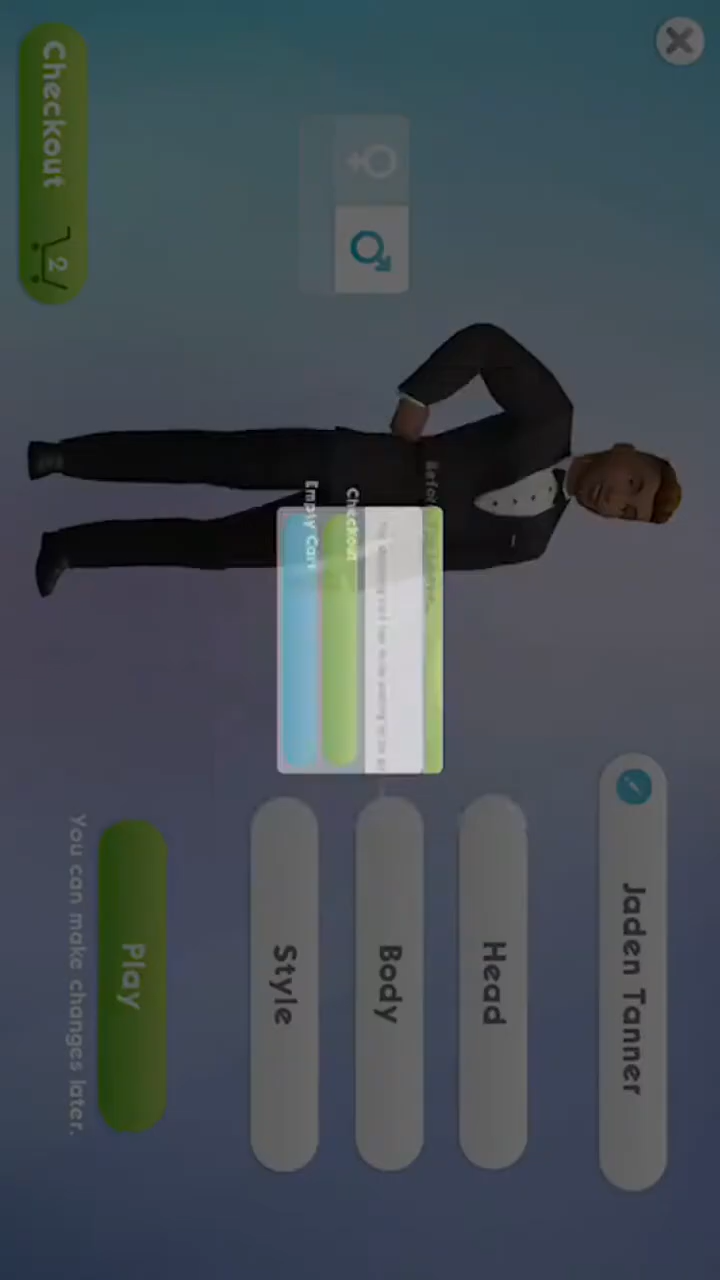 Jaden Tanner
Head
Body
Style
Play
You can make changes later.
Checkout
2
Checkout
Empty Cart